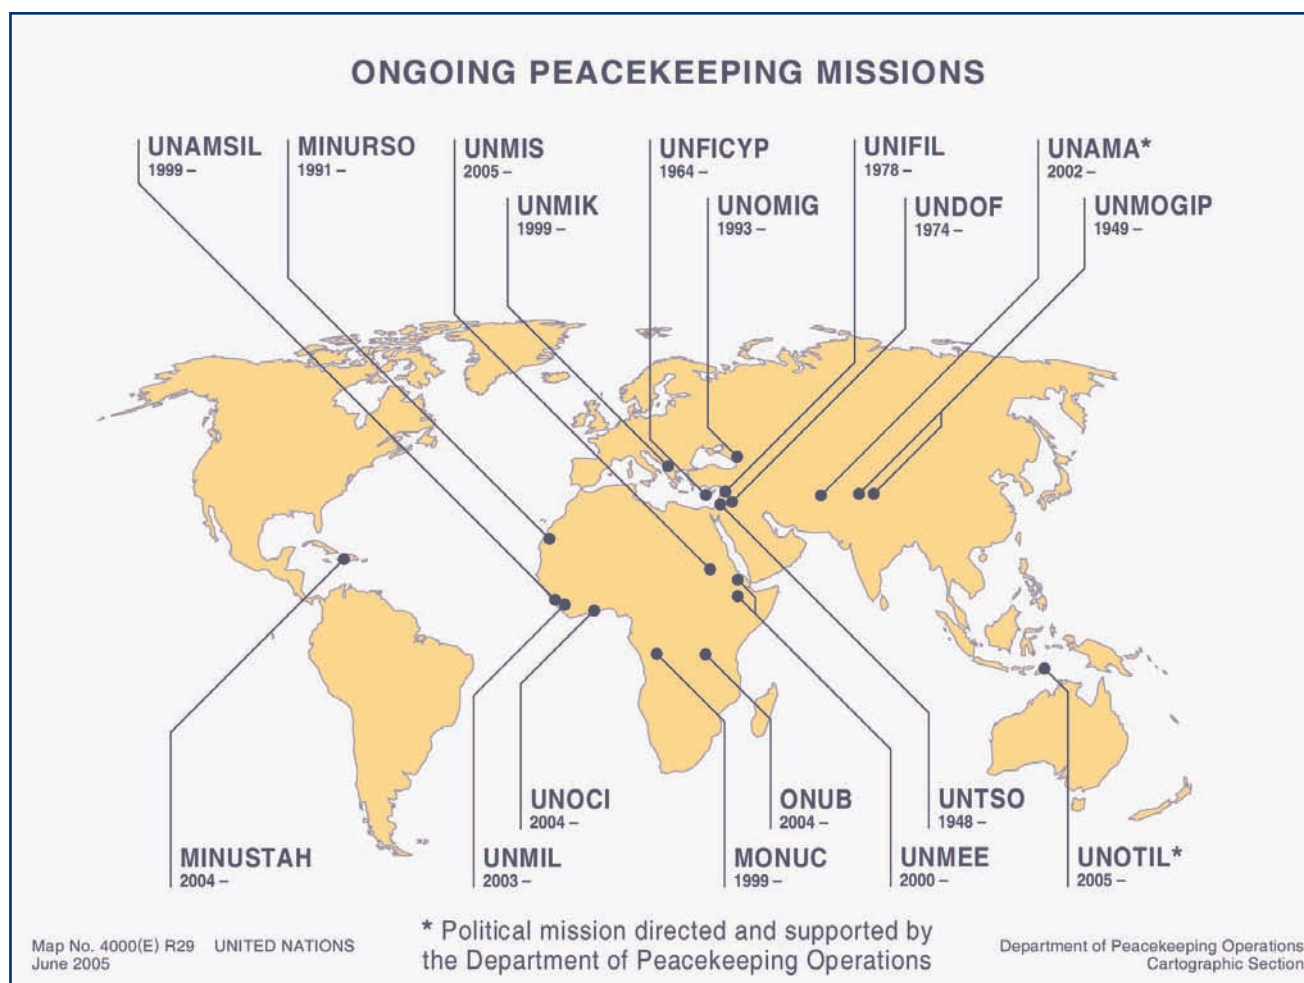 ONGOING PEACEKEEPING MISSIONS
UNAMSIL
1999 –
MINURSO
1991 –
UNMIS
2005 –
UNFICYP
1964 –
UNIFIL
1978 –
UNAMA*
2002 –
UNMIK
1999 –
UNOMIG
1993 –
UNDOF
1974 –
UNMOGIP
1949 –
UNOCI
2004 –
ONUB
2004 –
UNTSO
1948 –
MINUSTAH
2004 –
UNMIL
2003 –
MONUC
1999 –
UNMEE
2000 –
UNOTIL*
2005 –
* Political mission directed and supported by
the Department of Peacekeeping Operations
Map No. 4000(E) R29 UNITED NATIONS
June 2005
Department of Peacekeeping Operations
Cartographic Section